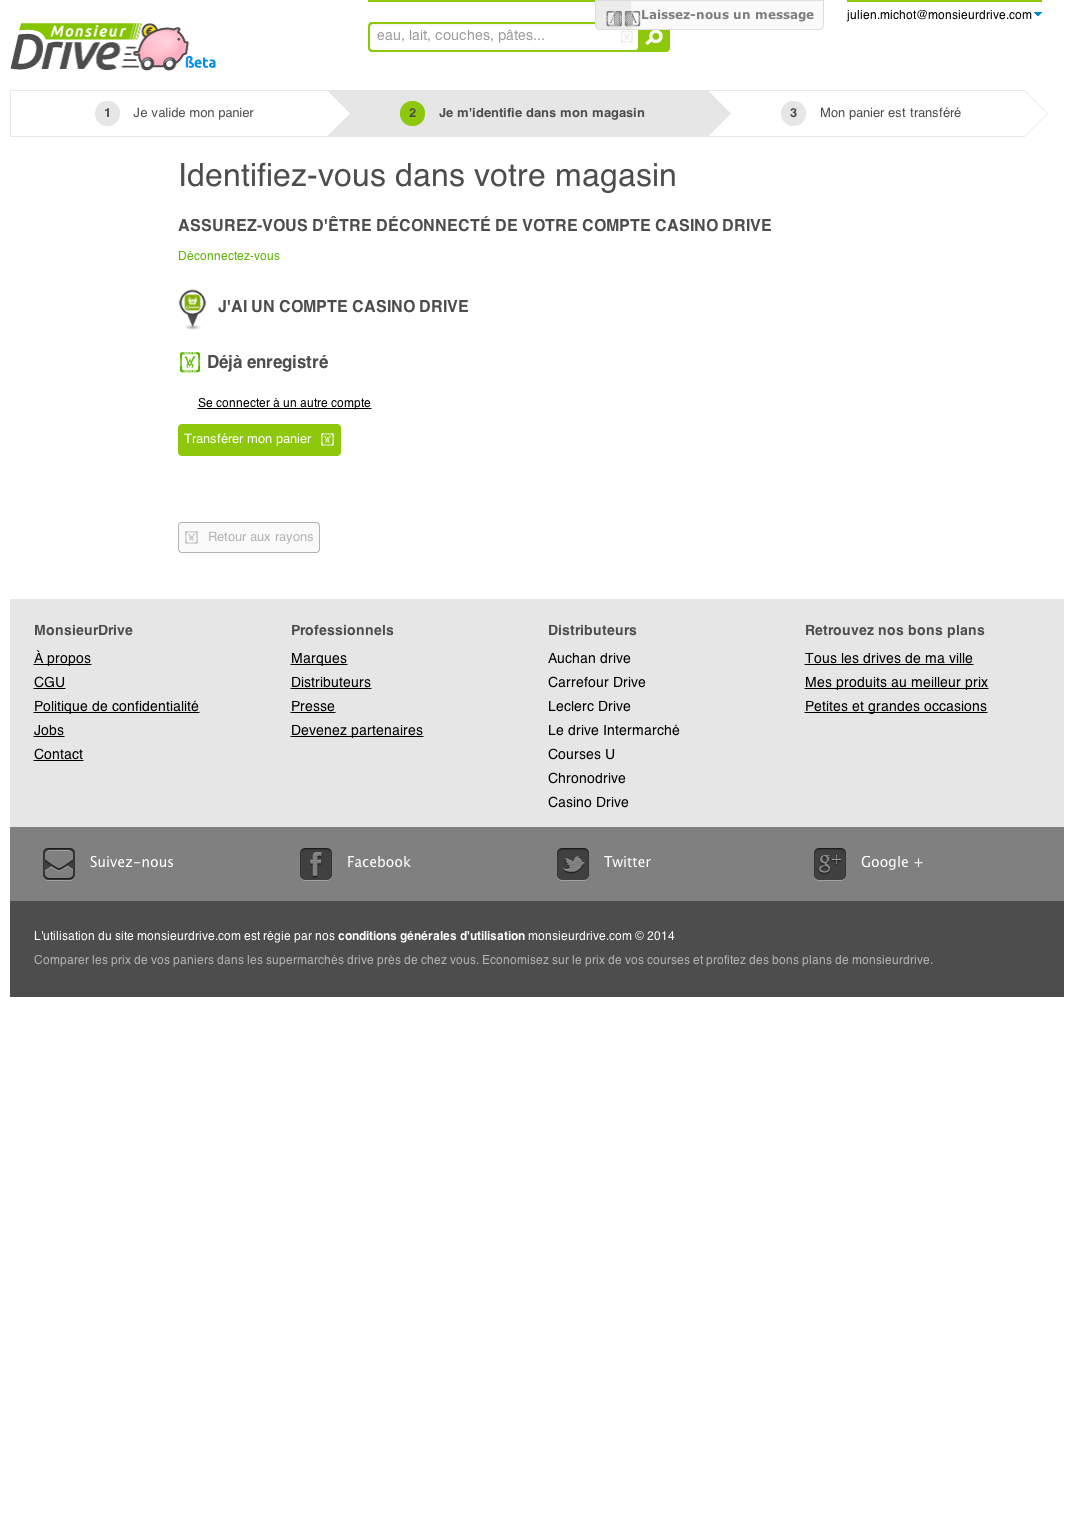 Monsieur
Drive
Beta
eau, lait, couches, pâtes...
Laissez-nous un message
julien.michot@monsieurdrive.com
1 Je valide mon panier
2 Je m'identifie dans mon magasin
3 Mon panier est transféré
Identifiez-vous dans votre magasin
ASSUREZ-VOUS D'ÊTRE DÉCONNECTÉ DE VOTRE COMPTE CASINO DRIVE
Déconnectez-vous
J'AI UN COMPTE CASINO DRIVE
Déjà enregistré
Se connecter à un autre compte
Transférer mon panier
Retour aux rayons
MonsieurDrive
À propos
CGU
Politique de confidentialité
Jobs
Contact
Professionnels
Marques
Distributeurs
Presse
Devenez partenaires
Distributeurs
Auchan drive
Carrefour Drive
Leclerc Drive
Le drive Intermarché
Courses U
Chronodrive
Casino Drive
Retrouvez nos bons plans
Tous les drives de ma ville
Mes produits au meilleur prix
Petites et grandes occasions
Suivez-nous
Facebook
Twitter
Google +
L'utilisation du site monsieurdrive.com est régie par nos conditions générales d'utilisation monsieurdrive.com © 2014
Comparer les prix de vos paniers dans les supermarchés drive près de chez vous. Economisez sur le prix de vos courses et profitez des bons plans de monsieurdrive.